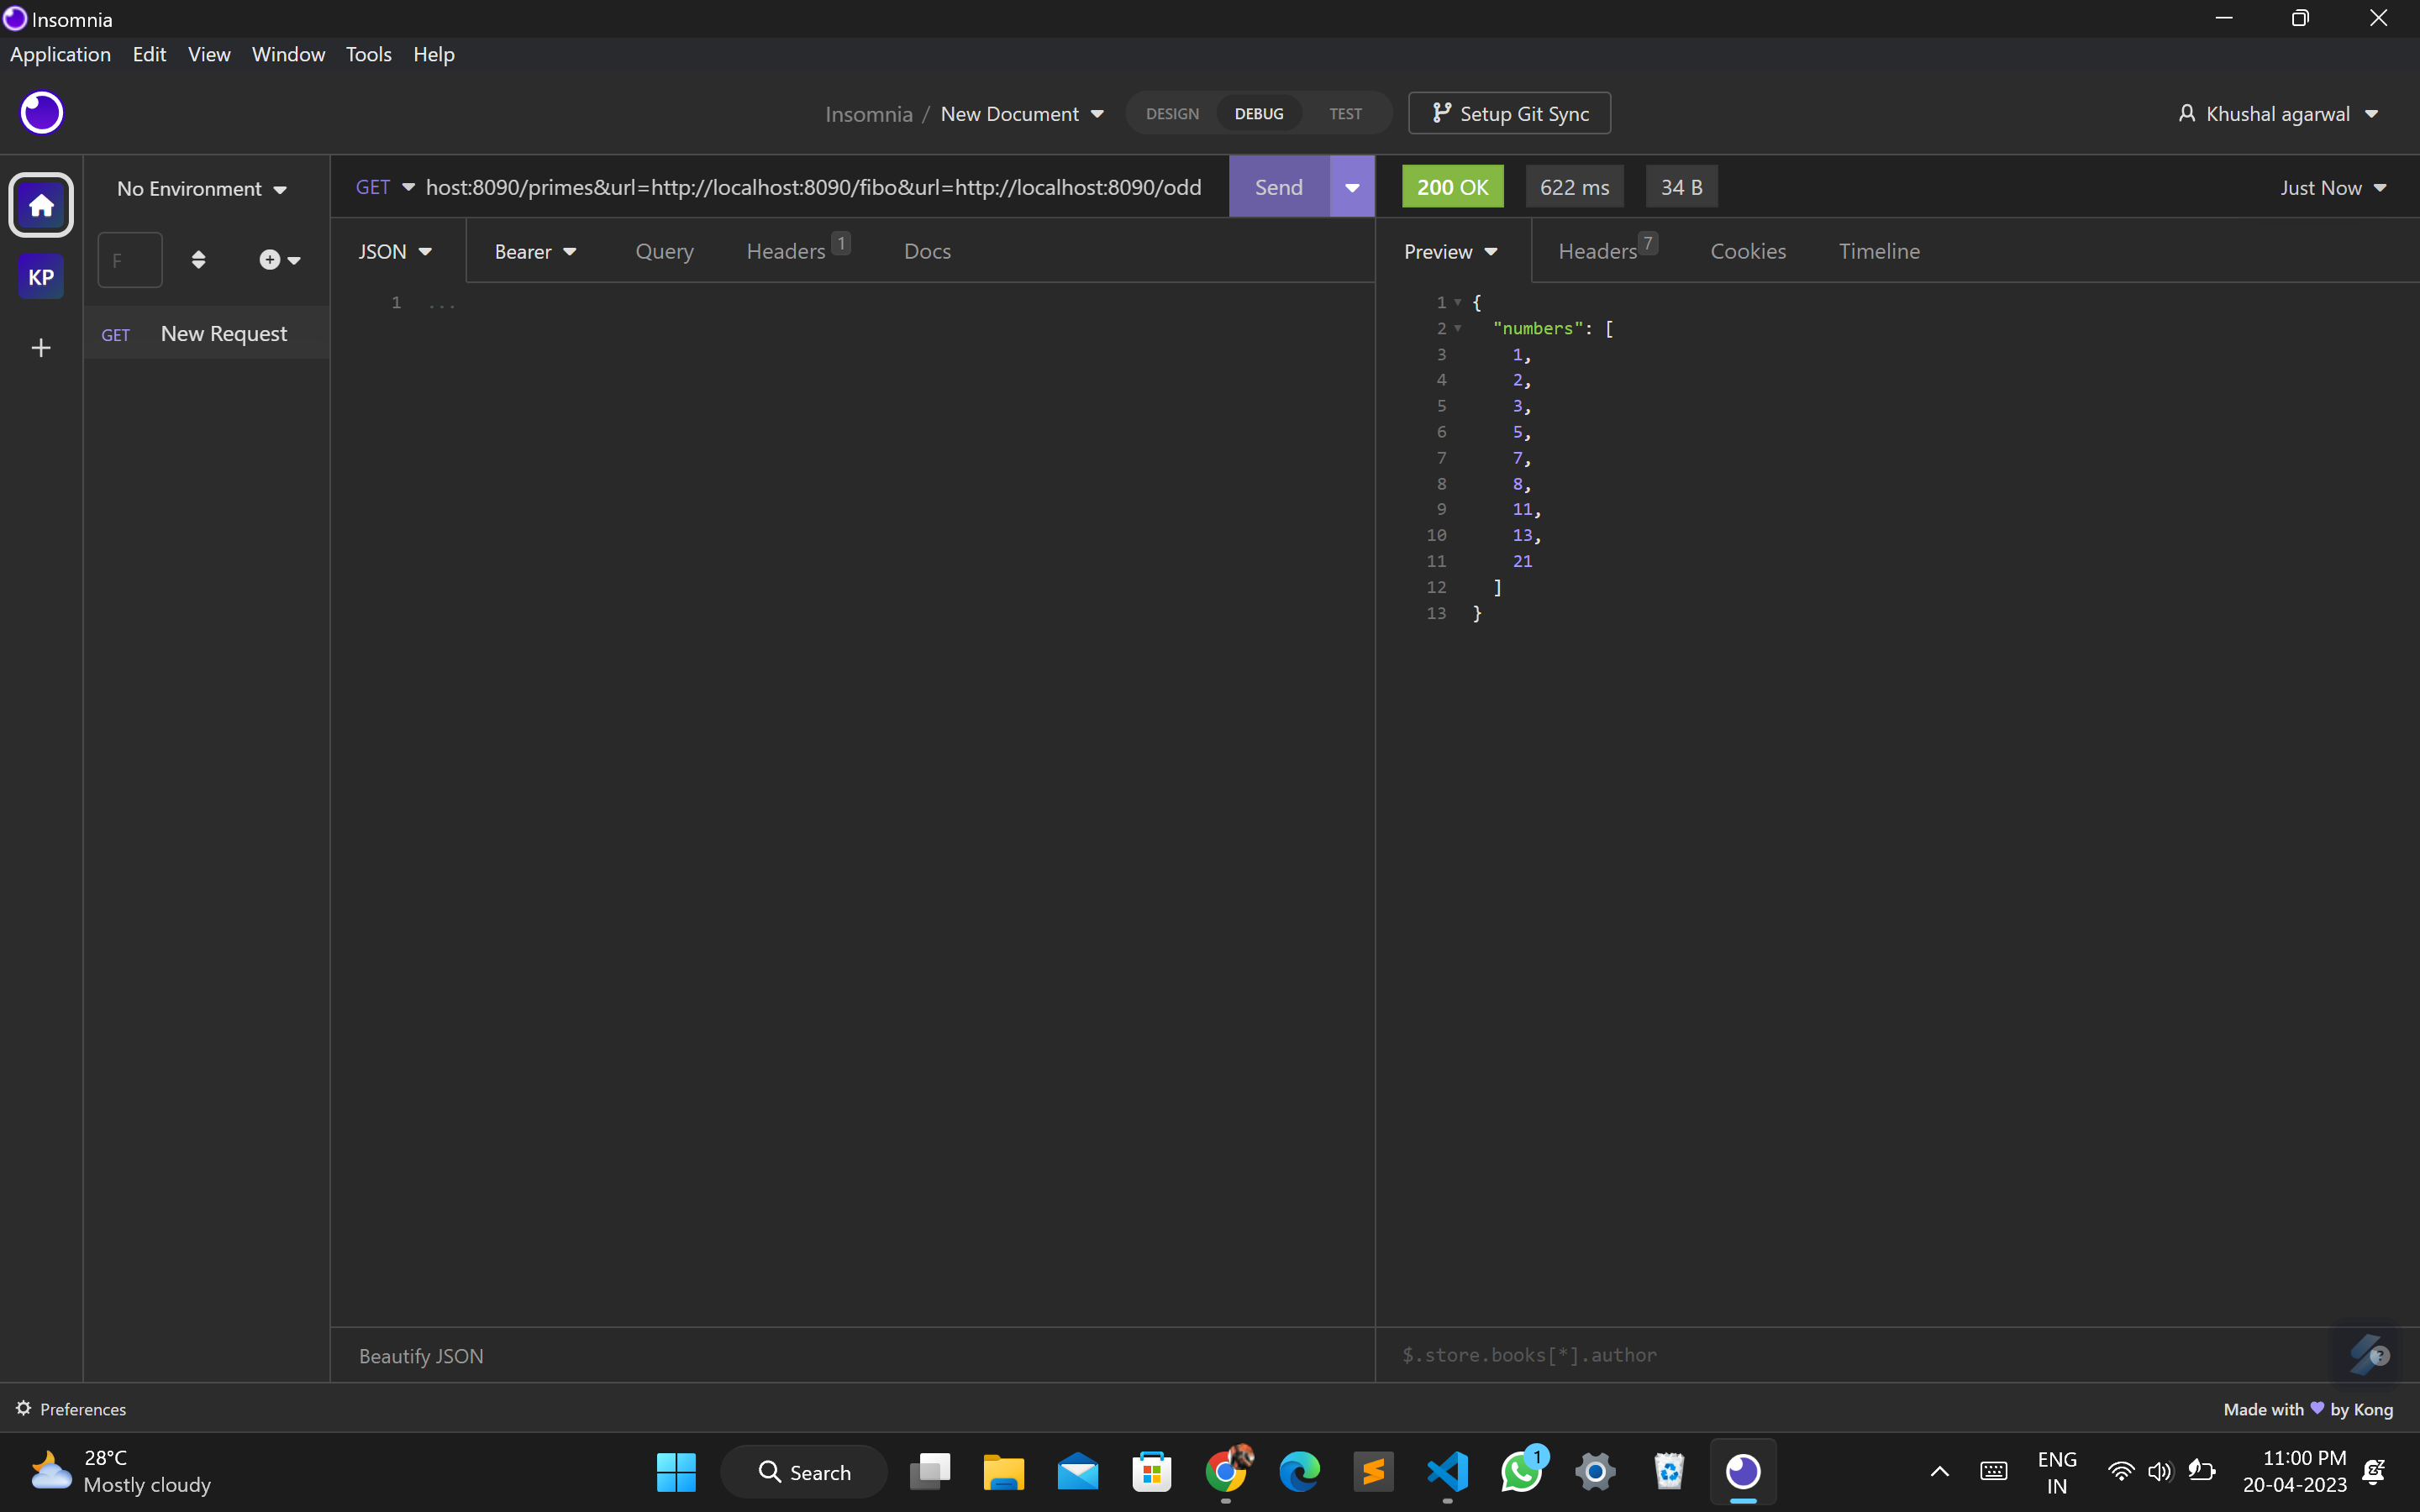 Insomnia
Application Edit View Window Tools Help
Insomnia / New Document DESIGN DEBUG TEST Setup Git Sync Khushal agarwal
No Environment GET host:8090/primes&url=http://localhost:8090/fibo&url=http://localhost:8090/odd Send 200 OK 622 ms 34 B Just Now
F JSON Bearer Query Headers 1 Docs Preview Headers 7 Cookies Timeline
KP
GET New Request
1 ...
1 {
2 "numbers": [
3 1,
4 2,
5 3,
6 5,
7 7,
8 8,
9 11,
10 13,
11 21
12 ]
13 }
Beautify JSON $.store.books[*].author ?
Preferences Made with by Kong
28°C
Mostly cloudy
Search
1
ENG
IN
11:00 PM
20-04-2023